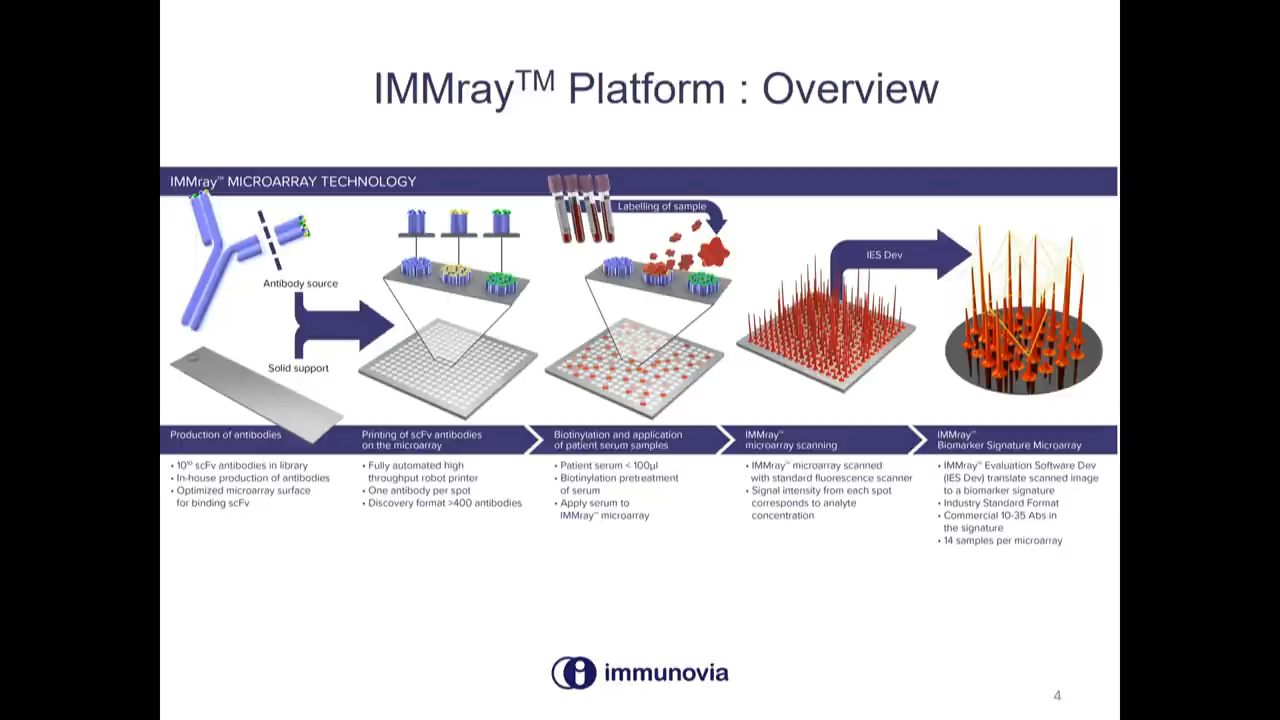 IMMray™ Platform : Overview
IMMray™ MICROARRAY TECHNOLOGY
Labelling of sample
IES Dev
Antibody source
Solid support
Production of antibodies
• 10¹⁰ scFv antibodies in library
• In-house production of antibodies
• Optimized microarray surface
for binding scFv
Printing of scFv antibodies
on the microarray
• Fully automated high
throughput robot printer
• One antibody per spot
• Discovery format >400 antibodies
Biotinylation and application
of patient serum samples
• Patient serum < 100µl
• Biotinylation pretreatment
of serum
• Apply serum to
IMMray™ microarray
IMMray™
microarray scanning
• IMMray™ microarray scanned
with standard fluorescence scanner
• Signal intensity from each spot
corresponds to analyte
concentration
IMMray™
Biomarker Signature Microarray
• IMMray™ Evaluation Software Dev
(IES Dev) translate scanned image
to a biomarker signature
• Industry Standard Format
• Commercial 10-35 Abs in
the signature
• 14 samples per microarray
immunovia
4